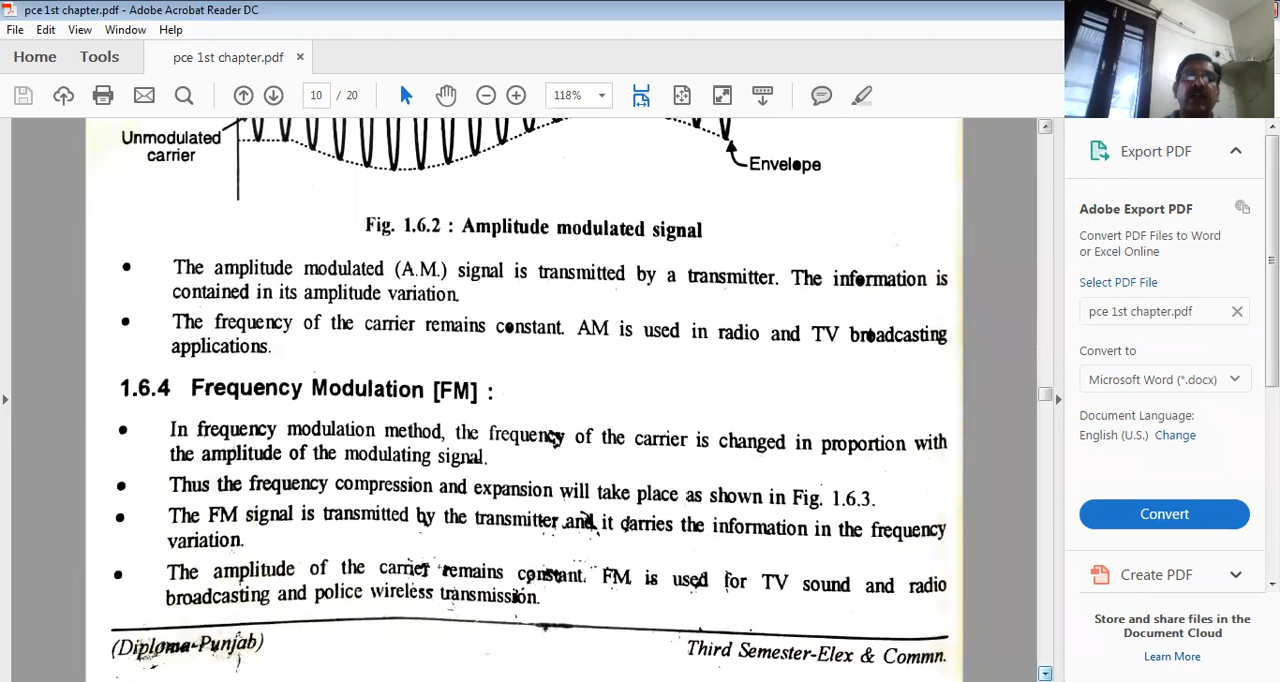 pce 1st chapter.pdf - Adobe Acrobat Reader DC
File Edit View Window Help
Home Tools pce 1st chapter.pdf ×
10 / 20 118%
Unmodulated
carrier
Envelope
Fig. 1.6.2 : Amplitude modulated signal
• The amplitude modulated (A.M.) signal is transmitted by a transmitter. The information is
contained in its amplitude variation.
• The frequency of the carrier remains constant. AM is used in radio and TV broadcasting
applications.
1.6.4 Frequency Modulation [FM] :
• In frequency modulation method, the frequency of the carrier is changed in proportion with
the amplitude of the modulating signal.
• Thus the frequency compression and expansion will take place as shown in Fig. 1.6.3.
• The FM signal is transmitted by the transmitter and it carries the information in the frequency
variation.
• The amplitude of the carrier remains constant. FM is used for TV sound and radio
broadcasting and police wireless transmission.
(Diploma-Punjab) Third Semester-Elex & Commn.
Export PDF
Adobe Export PDF
Convert PDF Files to Word
or Excel Online
Select PDF File
pce 1st chapter.pdf ×
Convert to
Microsoft Word (*.docx)
Document Language:
English (U.S.) Change
Convert
Create PDF
Store and share files in the
Document Cloud
Learn More